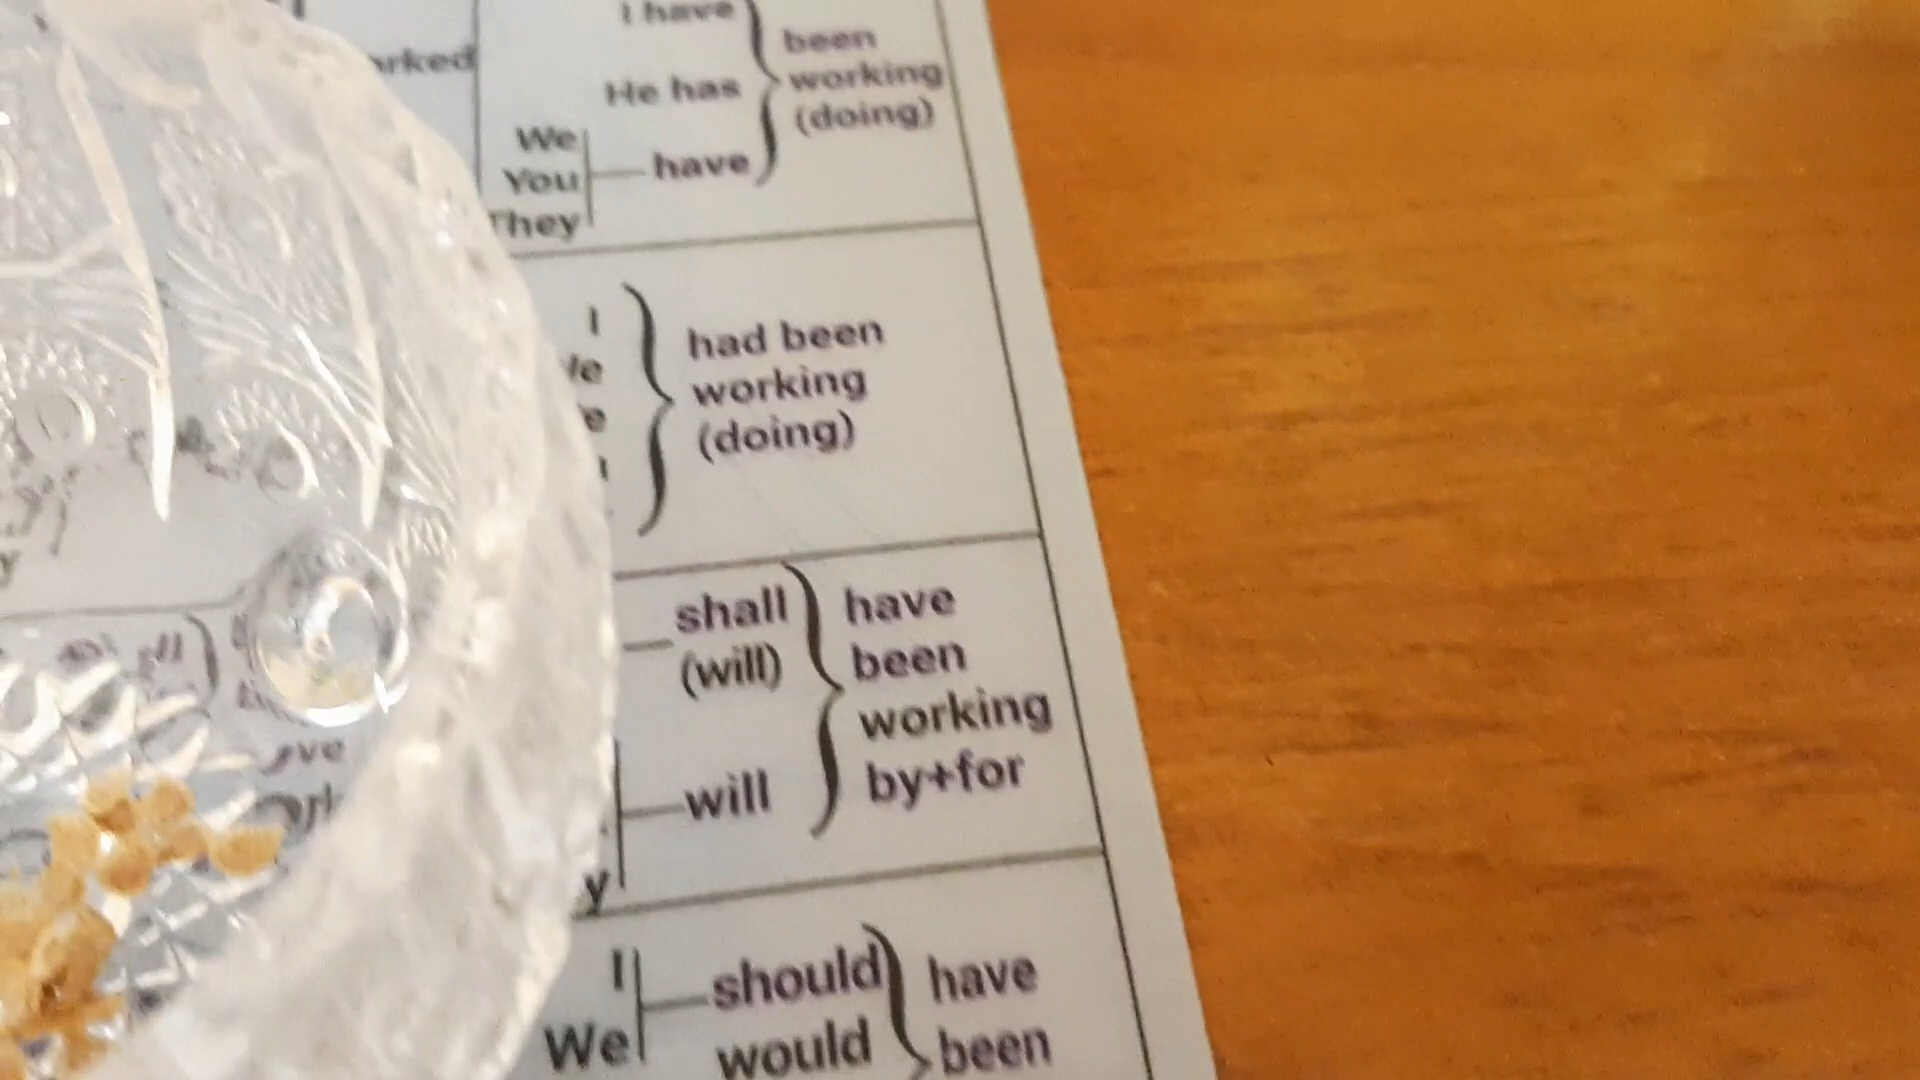 I have
been
He has
working
(doing)
We
You
They
have
I
had been
working
(doing)
shall
(will)
have
been
working
will
by+for
I
should
have
We
would
been